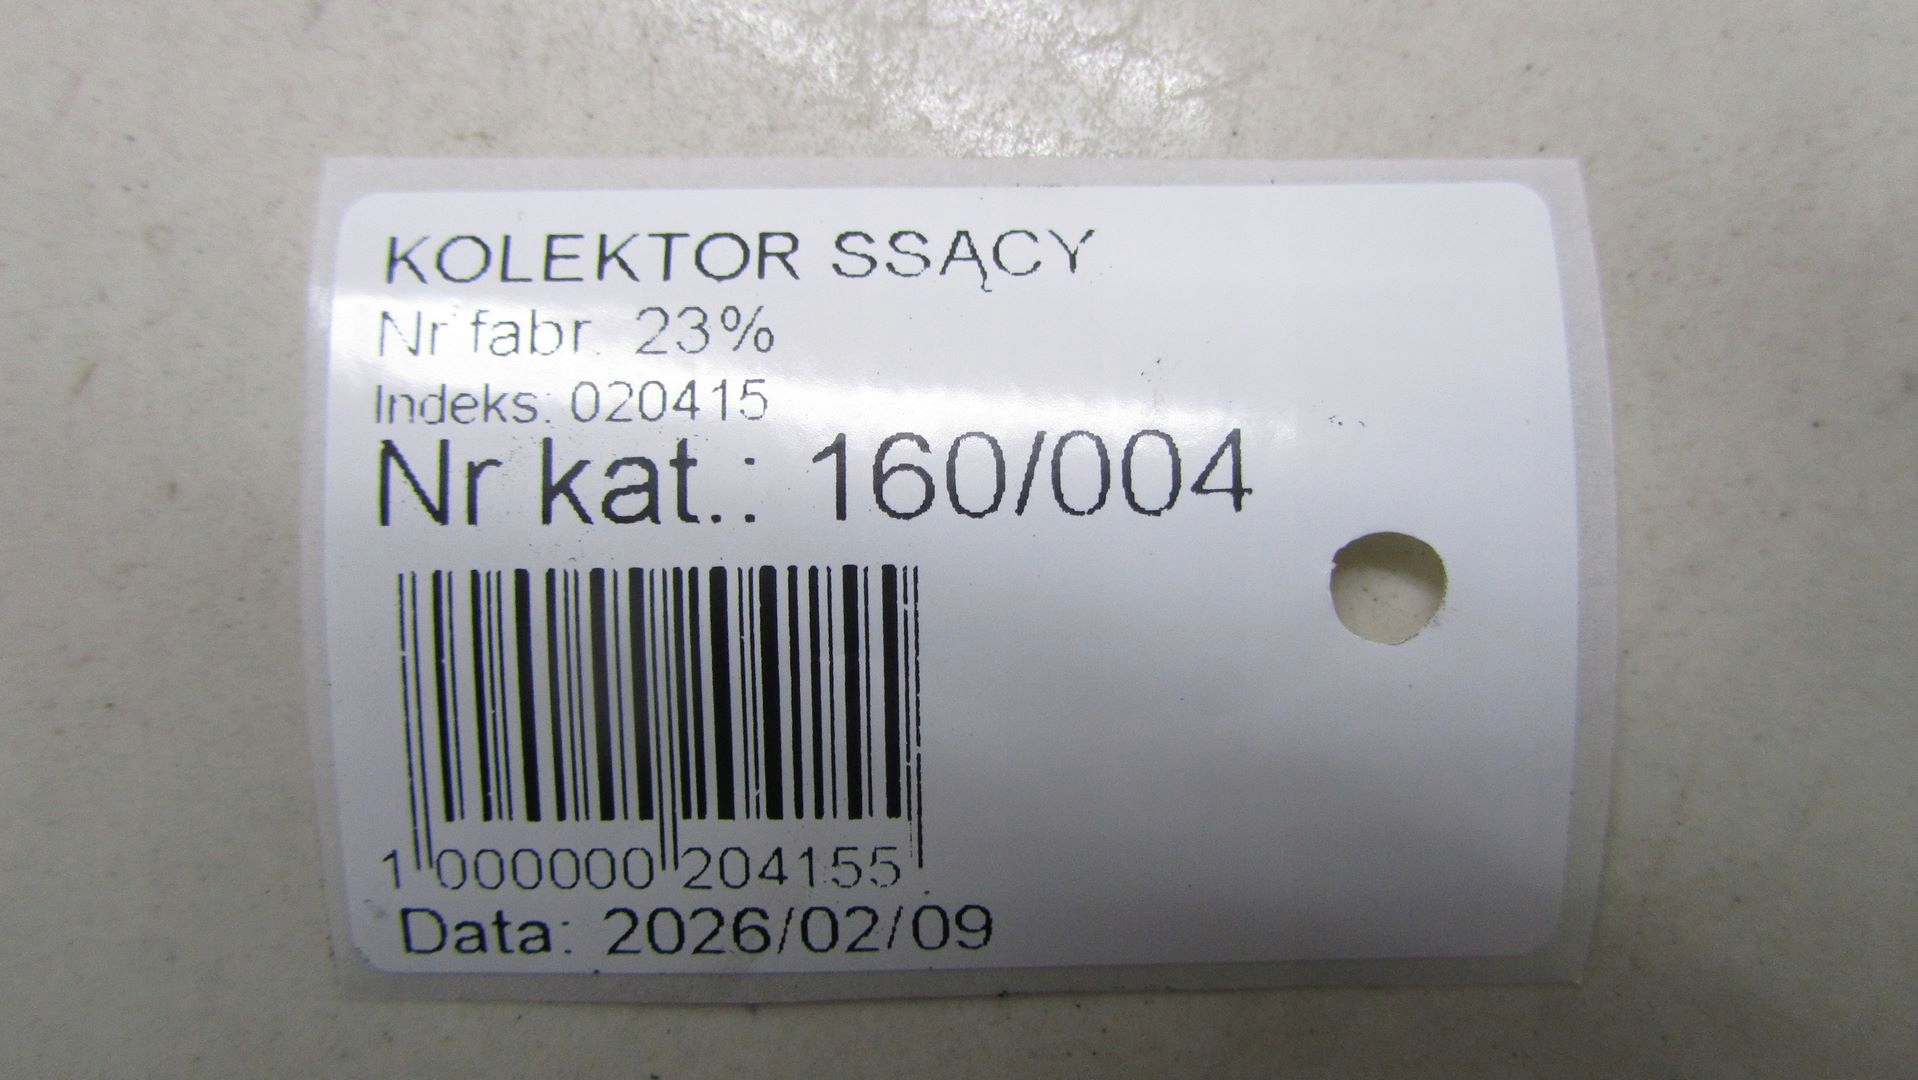 KOLEKTOR SSĄCY
Nr fabr. 23%
Indeks: 020415
Nr kat.: 160/004
1 000000 204155
Data: 2026/02/09